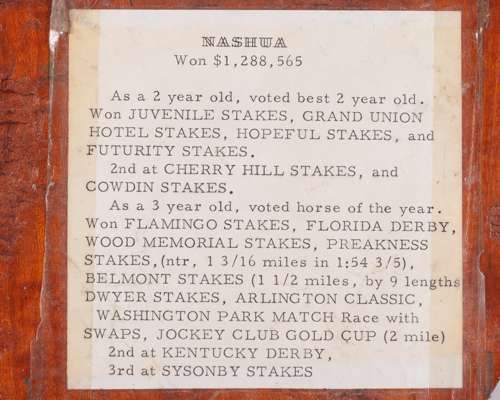 NASHUA
Won $1,288,565
As a 2 year old, voted best 2 year old.
Won JUVENILE STAKES, GRAND UNION
HOTEL STAKES, HOPEFUL STAKES, and
FUTURITY STAKES.
2nd at CHERRY HILL STAKES, and
COWDIN STAKES.
As a 3 year old, voted horse of the year.
Won FLAMINGO STAKES, FLORIDA DERBY,
WOOD MEMORIAL STAKES, PREAKNESS
STAKES,(ntr, 1 3/16 miles in 1:54 3/5),
BELMONT STAKES (1 1/2 miles, by 9 lengths
DWYER STAKES, ARLINGTON CLASSIC,
WASHINGTON PARK MATCH Race with
SWAPS, JOCKEY CLUB GOLD CUP (2 mile)
2nd at KENTUCKY DERBY,
3rd at SYSONBY STAKES